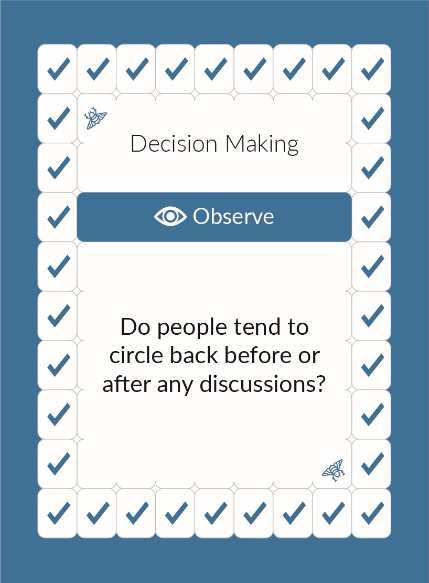 Decision Making
Observe
Do people tend to
circle back before or
after any discussions?